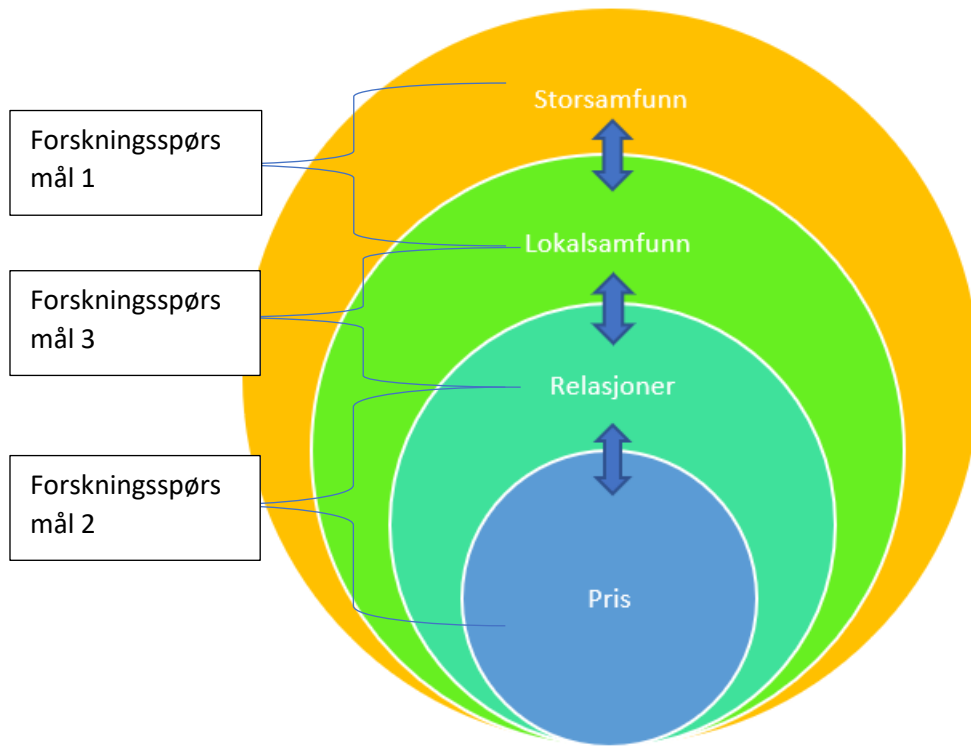 Storsamfunn
Forskningsspørs
mål 1
Lokalsamfunn
Forskningsspørs
mål 3
Relasjoner
Forskningsspørs
mål 2
Pris